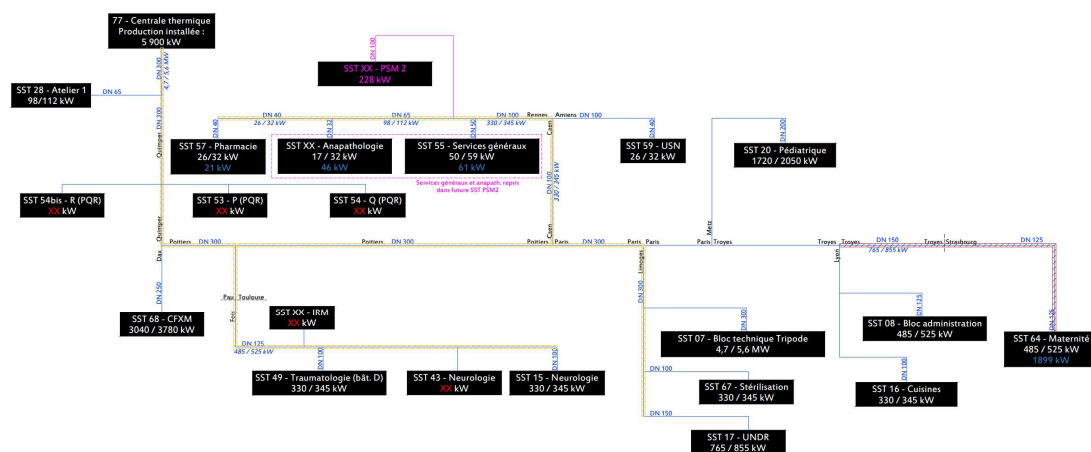 77 - Centrale thermique
Production installée :
5 900 kW
DN 300
4,7 / 5,6 MW
SST 28 - Atelier 1
98/112 kW
DN 65
DN 300
Quimper
DN 100
SST XX - PSM 2
228 kW
DN 40
26 / 32 kW
DN 65
98 / 112 kW
DN 100
330 / 345 kW
Rennes
Amiens
DN 100
Caen
DN 40
DN 32
DN 50
DN 40
SST 57 - Pharmacie
26/32 kW
21 kW
SST XX - Anapathologie
17 / 32 kW
46 kW
SST 55 - Services généraux
50 / 59 kW
61 kW
Services généraux et anapath. repris
dans future SST PSM2
SST 59 - USN
26 / 32 kW
DN 200
SST 20 - Pédiatrique
1720 / 2050 kW
DN 100
330 / 345 kW
SST 54bis - R (PQR)
XX kW
SST 53 - P (PQR)
XX kW
SST 54 - Q (PQR)
XX kW
Quimper
Caen
Metz
Poitiers
DN 300
Poitiers
DN 300
Poitiers
Paris
DN 300
Paris
Paris
Paris
Troyes
Troyes
Troyes
DN 150
765 / 855 kW
Troyes
Strasbourg
DN 125
Dax
Limoges
Lyon
DN 250
SST 68 - CFXM
3040 / 3780 kW
Pau
Toulouse
Foix
DN 300
SST XX - IRM
XX kW
DN 125
485 / 525 kW
DN 100
DN 100
SST 49 - Traumatologie (bât. D)
330 / 345 kW
SST 43 - Neurologie
XX kW
SST 15 - Neurologie
330 / 345 kW
DN 300
SST 07 - Bloc technique Tripode
4,7 / 5,6 MW
DN 100
SST 67 - Stérilisation
330 / 345 kW
DN 150
SST 17 - UNDR
765 / 855 kW
DN 125
SST 08 - Bloc administration
485 / 525 kW
DN 100
SST 16 - Cuisines
330 / 345 kW
DN 125
SST 64 - Maternité
485 / 525 kW
1899 kW